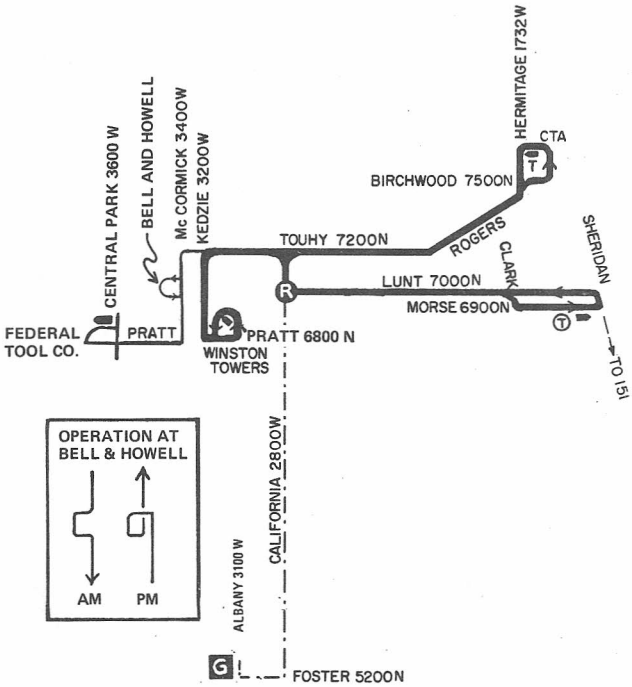 HERMITAGE 1732W
CTA
T
BIRCHWOOD 7500N
ROGERS
CENTRAL PARK 3600 W
BELL AND HOWELL
Mc CORMICK 3400W
KEDZIE 3200W
TOUHY 7200N
SHERIDAN
CLARK
LUNT 7000N
R
MORSE 6900N
T
TO 151
FEDERAL
TOOL CO.
PRATT
PRATT 6800 N
WINSTON
TOWERS
CALIFORNIA 2800W
OPERATION AT
BELL & HOWELL
AM
PM
ALBANY 3100 W
G
FOSTER 5200N